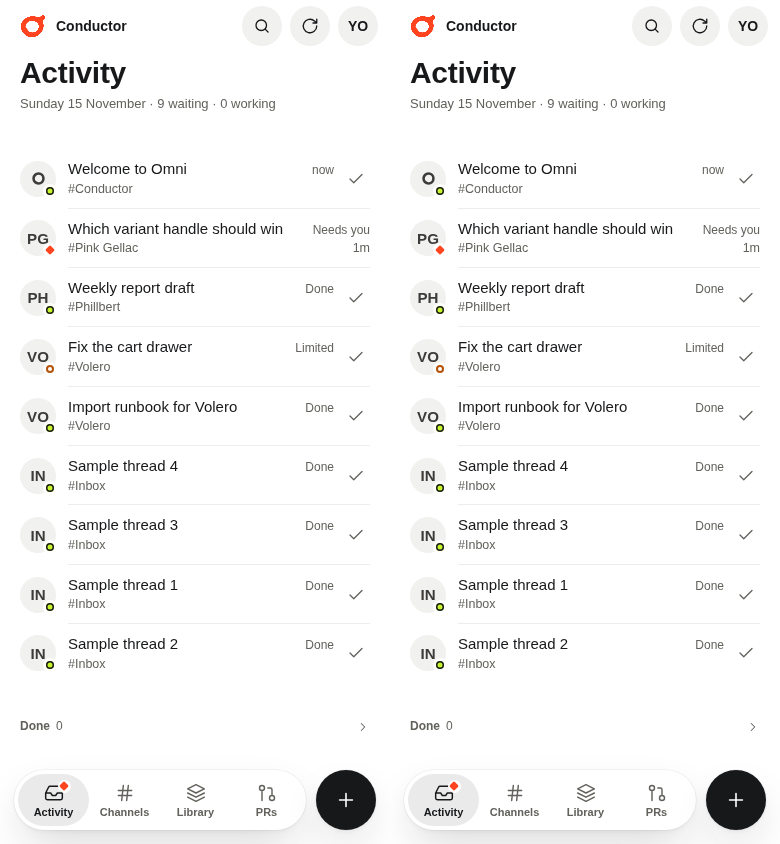 Conductor
YO
Activity
Sunday 15 November · 9 waiting · 0 working
O
Welcome to Omni
now
#Conductor
PG
Which variant handle should win
Needs you
#Pink Gellac
1m
PH
Weekly report draft
Done
#Phillbert
VO
Fix the cart drawer
Limited
#Volero
VO
Import runbook for Volero
Done
#Volero
IN
Sample thread 4
Done
#Inbox
IN
Sample thread 3
Done
#Inbox
IN
Sample thread 1
Done
#Inbox
IN
Sample thread 2
Done
#Inbox
Done 0
Activity
Channels
Library
PRs
Conductor
YO
Activity
Sunday 15 November · 9 waiting · 0 working
O
Welcome to Omni
now
#Conductor
PG
Which variant handle should win
Needs you
#Pink Gellac
1m
PH
Weekly report draft
Done
#Phillbert
VO
Fix the cart drawer
Limited
#Volero
VO
Import runbook for Volero
Done
#Volero
IN
Sample thread 4
Done
#Inbox
IN
Sample thread 3
Done
#Inbox
IN
Sample thread 1
Done
#Inbox
IN
Sample thread 2
Done
#Inbox
Done 0
Activity
Channels
Library
PRs